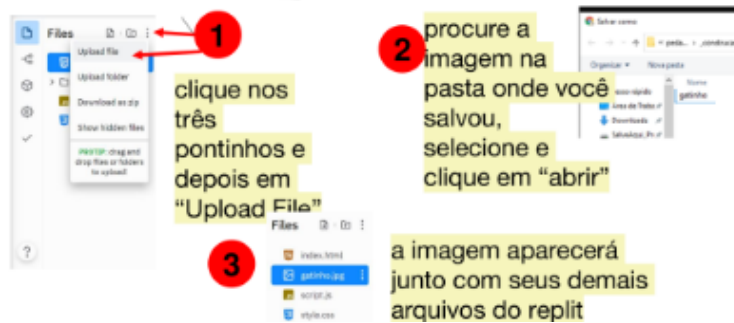 Files
Upload file
Upload folder
Download as zip
Show hidden files
PROTIP: drag and
drop files or folders
to upload!
?
1
clique nos
três
pontinhos e
depois em
“Upload File”
2
procure a
imagem na
pasta onde você
salvou,
selecione e
clique em “abrir”
Salvar como
Organizar
Nova pasta
Nome
gatinho
Downloads
3
Files
index.html
gatinho.jpg
script.js
style.css
a imagem aparecerá
junto com seus demais
arquivos do replit